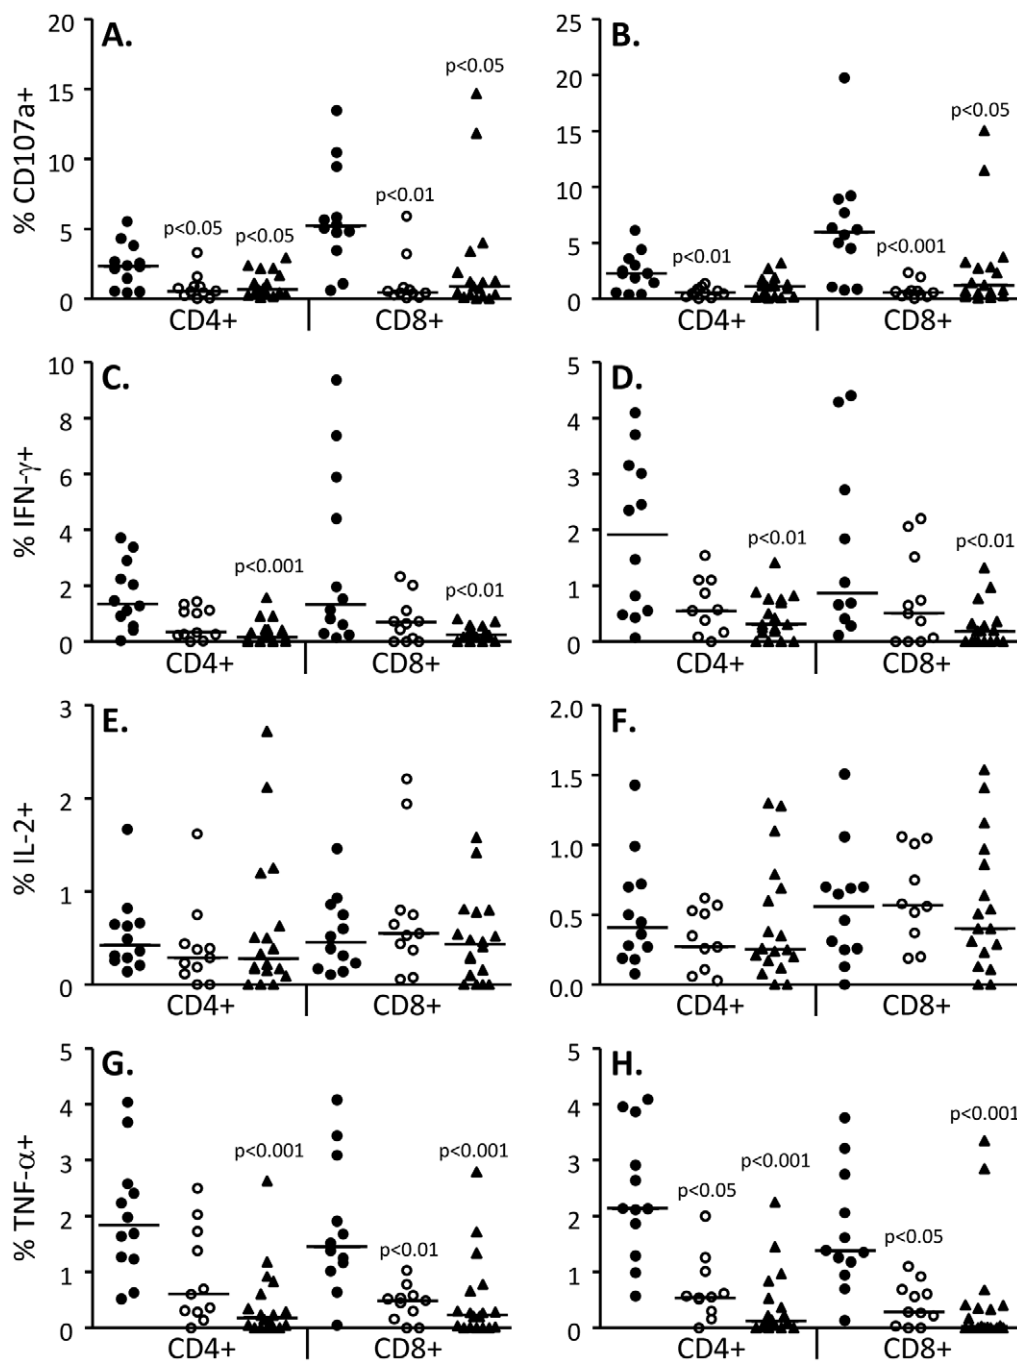 A.
% CD107a+
20
15
10
5
0
p<0.05
p<0.05
p<0.01
p<0.05
CD4+
CD8+
B.
25
20
15
10
5
0
p<0.01
p<0.001
p<0.05
CD4+
CD8+
C.
% IFN-γ+
10
8
6
4
2
0
p<0.001
p<0.01
CD4+
CD8+
D.
5
4
3
2
1
0
p<0.01
p<0.01
CD4+
CD8+
E.
% IL-2+
3
2
1
0
CD4+
CD8+
F.
2.0
1.5
1.0
0.5
0.0
CD4+
CD8+
G.
% TNF-α+
5
4
3
2
1
0
p<0.001
p<0.01
p<0.001
CD4+
CD8+
H.
5
4
3
2
1
0
p<0.05
p<0.001
p<0.05
p<0.001
CD4+
CD8+